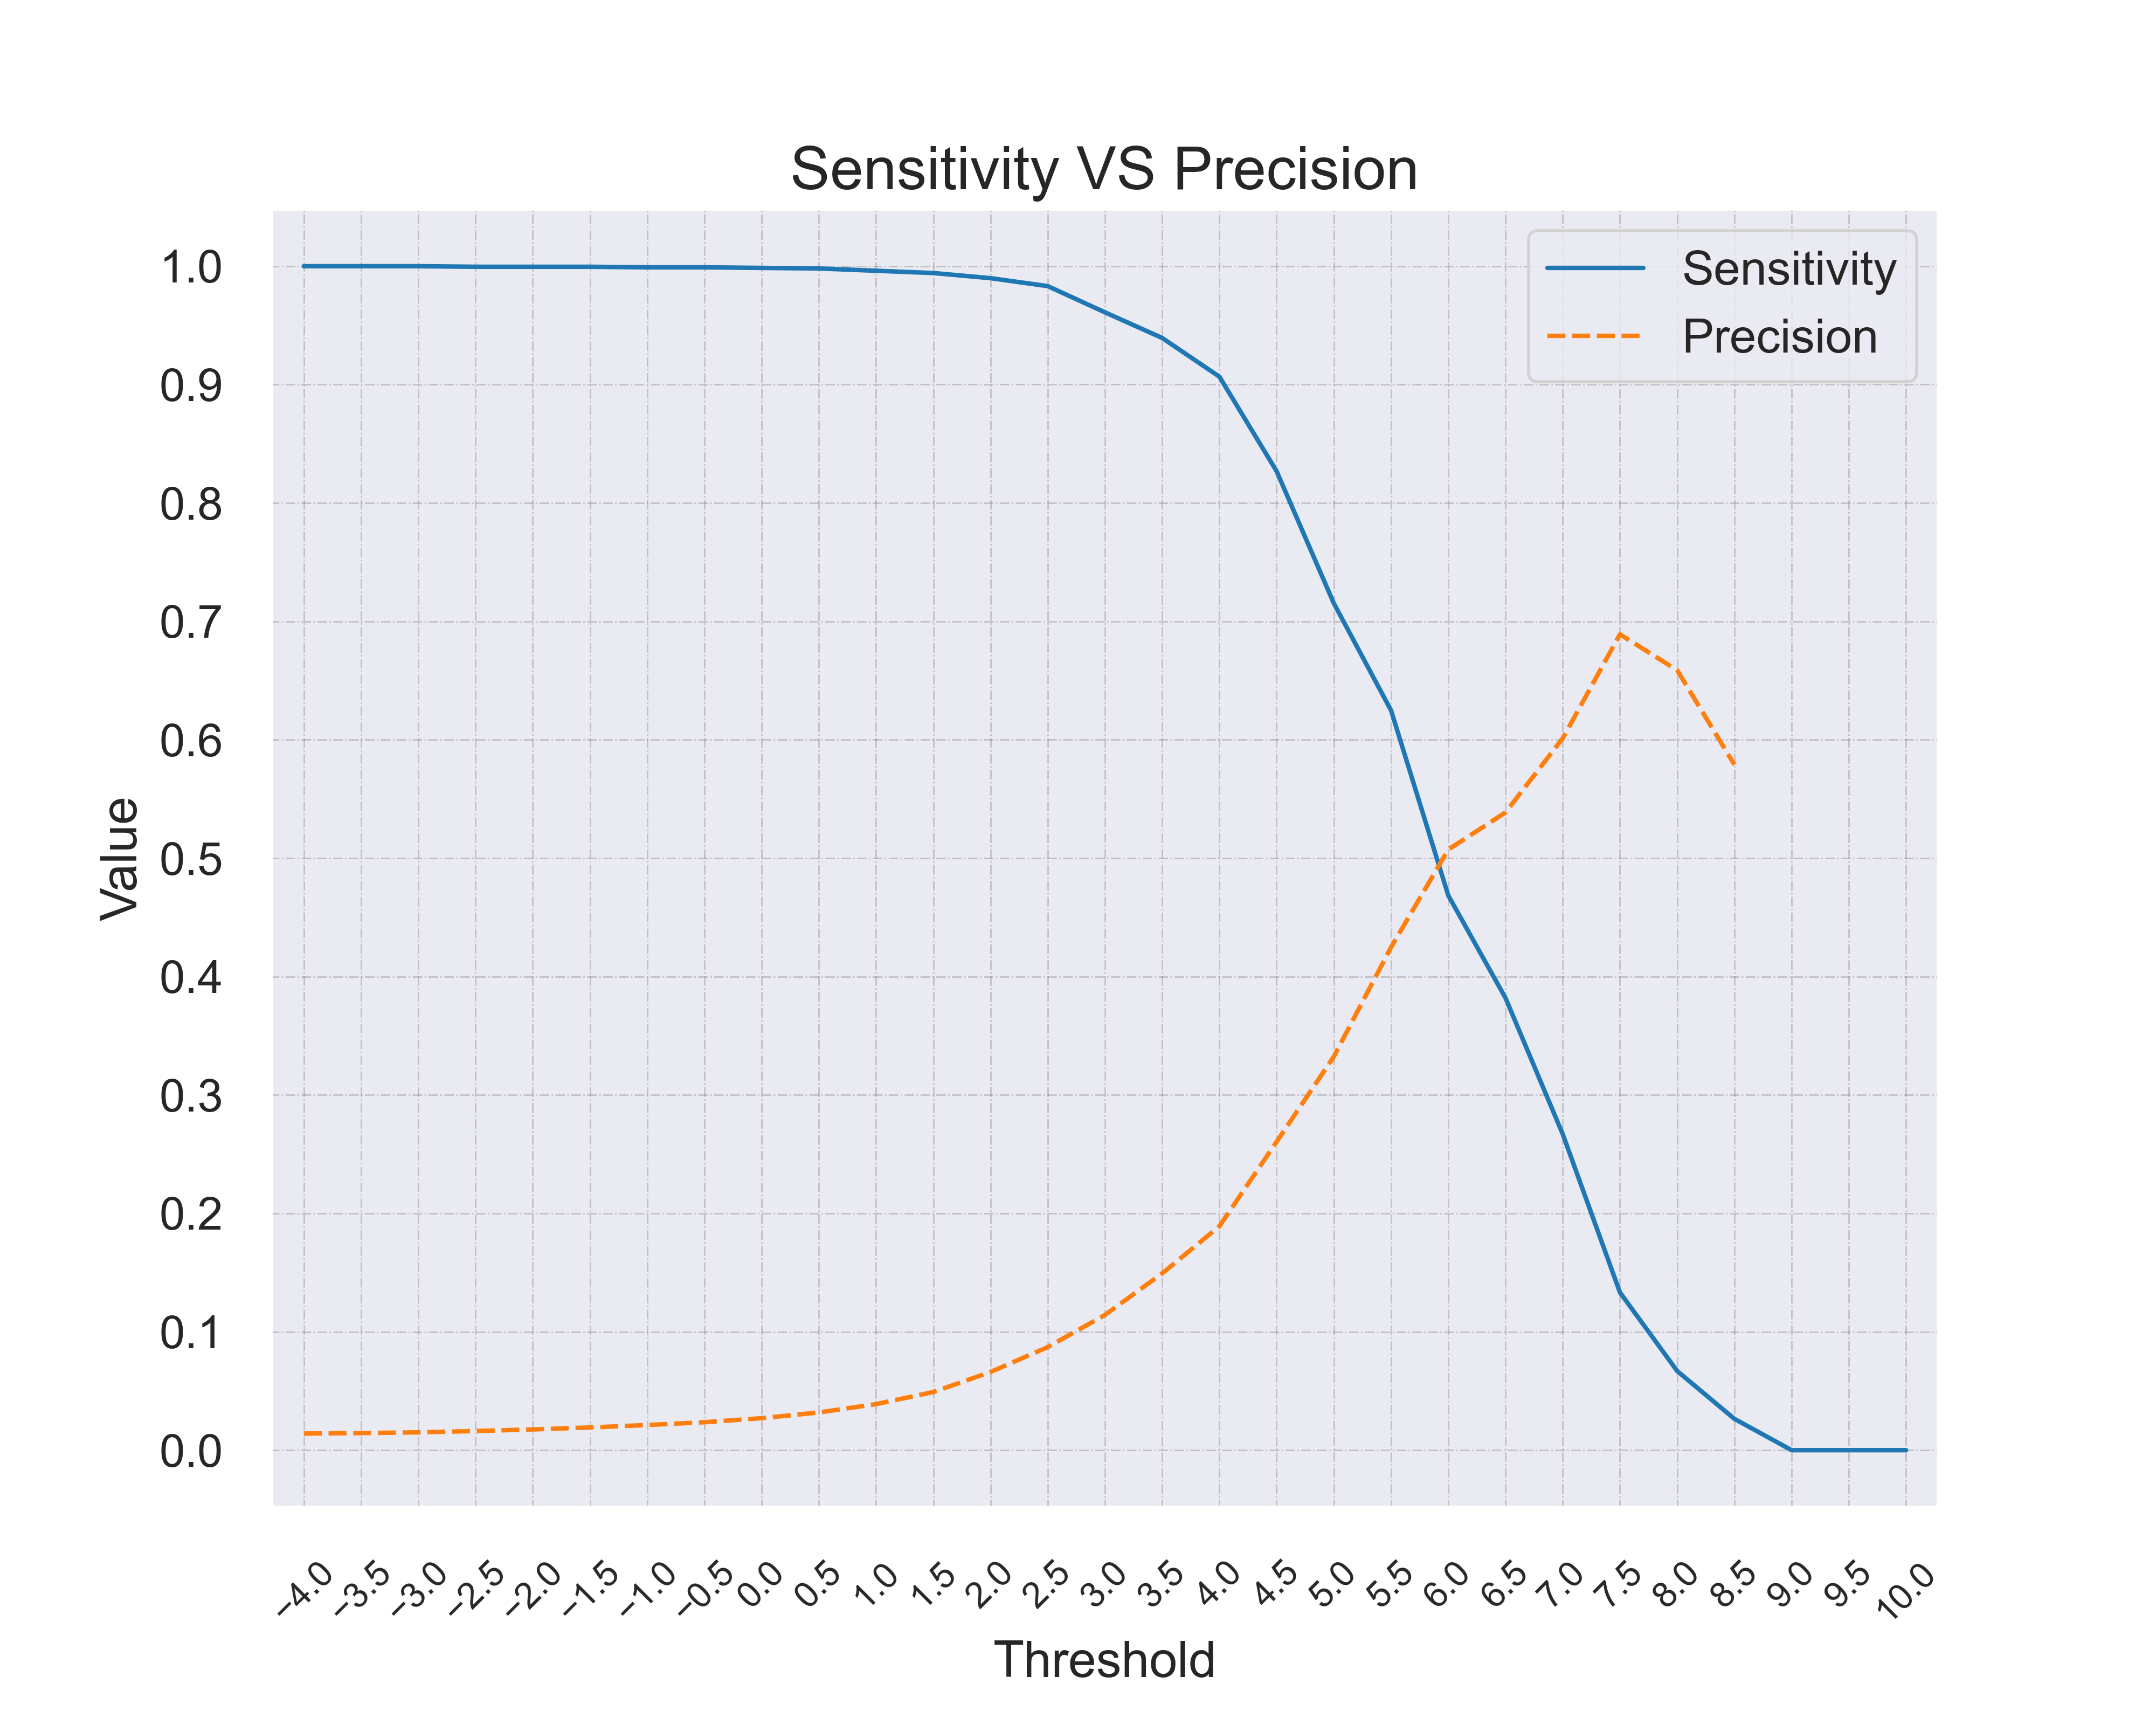 Sensitivity VS Precision
Sensitivity
Precision
1.0
0.9
0.8
0.7
0.6
0.5
0.4
0.3
0.2
0.1
0.0
Value
−4.0 −3.5 −3.0 −2.5 −2.0 −1.5 −1.0 −0.5 0.0 0.5 1.0 1.5 2.0 2.5 3.0 3.5 4.0 4.5 5.0 5.5 6.0 6.5 7.0 7.5 8.0 8.5 9.0 9.5 10.0
Threshold